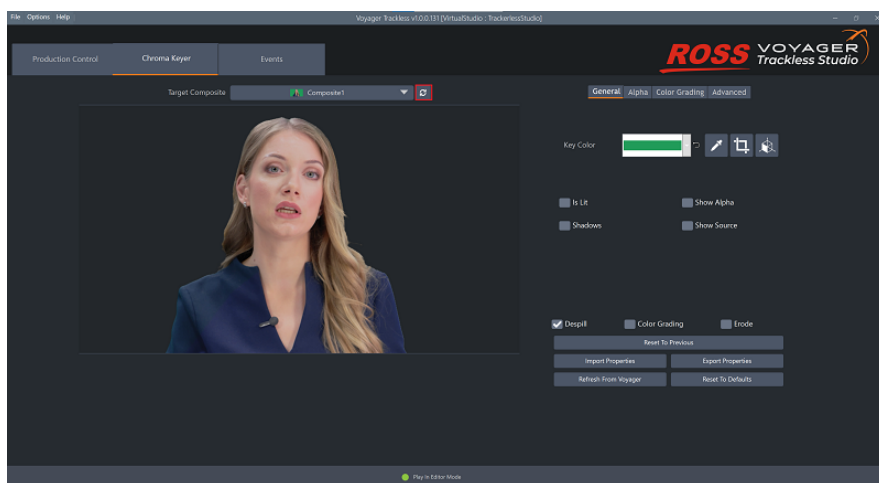 File Options Help
Voyager Trackless v1.0.0.131 [VirtualStudio : TrackerlessStudio]
Production Control
Chroma Keyer
Events
ROSS VOYAGER
Trackless Studio
Target Composite
Composite1
General Alpha Color Grading Advanced
Key Color
Is Lit
Show Alpha
Shadows
Show Source
Despill
Color Grading
Erode
Reset To Previous
Import Properties
Export Properties
Refresh From Voyager
Reset To Defaults
Play In Editor Mode